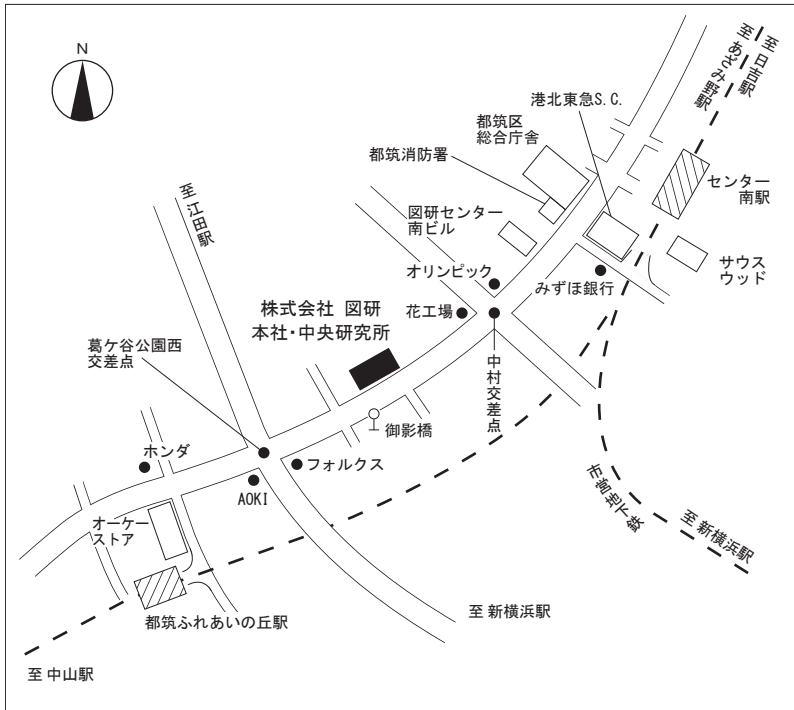 N
至 日吉駅
至 あざみ野駅
港北東急S.C.
都筑区
総合庁舎
都筑消防署
センター
南駅
至 江田駅
図研センター
南ビル
サウス
ウッド
オリンピック
みずほ銀行
株式会社 図研
本社・中央研究所
花工場
葛ケ谷公園西
交差点
中村交差点
御影橋
ホンダ
フォルクス
AOKI
市営地下鉄
オーケー
ストア
至 新横浜駅
至 新横浜駅
都筑ふれあいの丘駅
至 中山駅